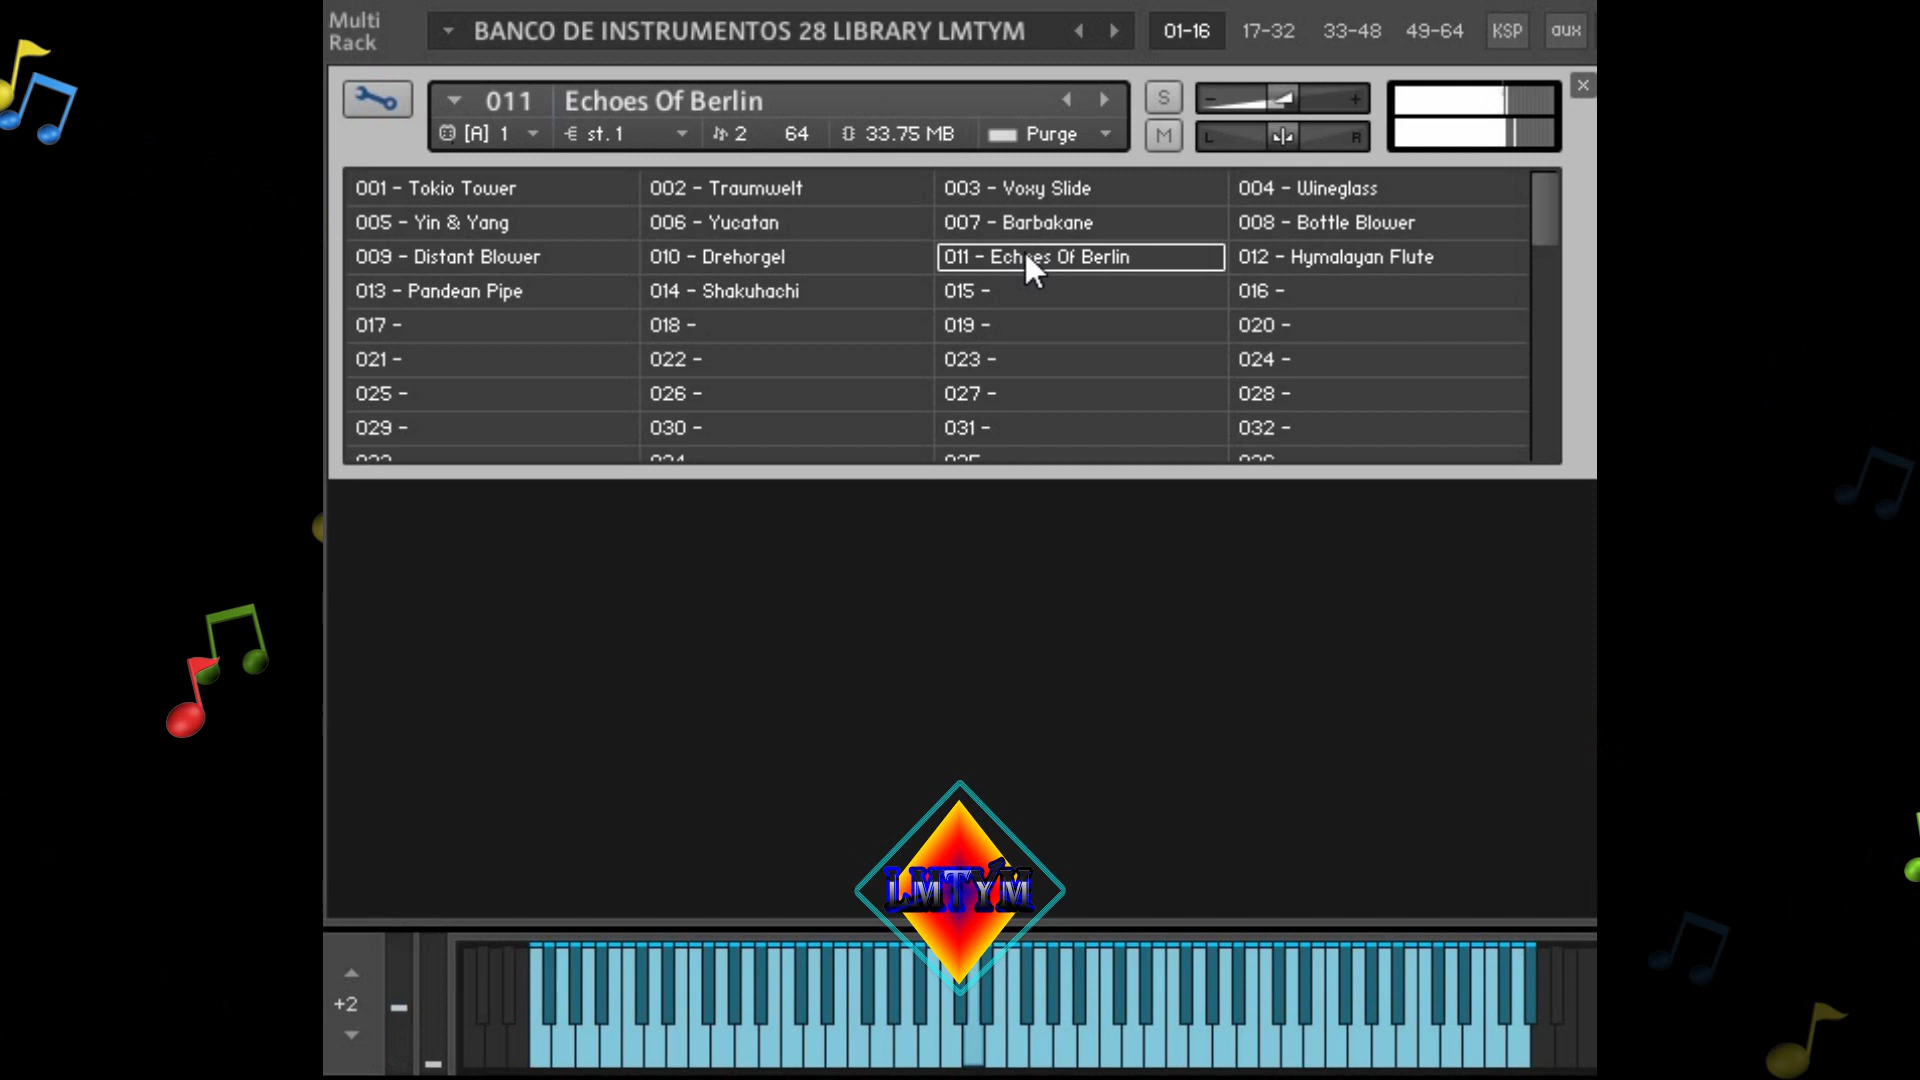 Multi
Rack
BANCO DE INSTRUMENTOS 28 LIBRARY LMTYM
01-16 17-32 33-48 49-64 KSP aux
011 Echoes Of Berlin
S
- +
[A] 1 st. 1 2 64 33.75 MB Purge
M
L R
001 - Tokio Tower 002 - Traumwelt 003 - Voxy Slide 004 - Wineglass
005 - Yin & Yang 006 - Yucatan 007 - Barbakane 008 - Bottle Blower
009 - Distant Blower 010 - Drehorgel 011 - Echoes Of Berlin 012 - Hymalayan Flute
013 - Pandean Pipe 014 - Shakuhachi 015 - 016 -
017 - 018 - 019 - 020 -
021 - 022 - 023 - 024 -
025 - 026 - 027 - 028 -
029 - 030 - 031 - 032 -
LMTYM
+2